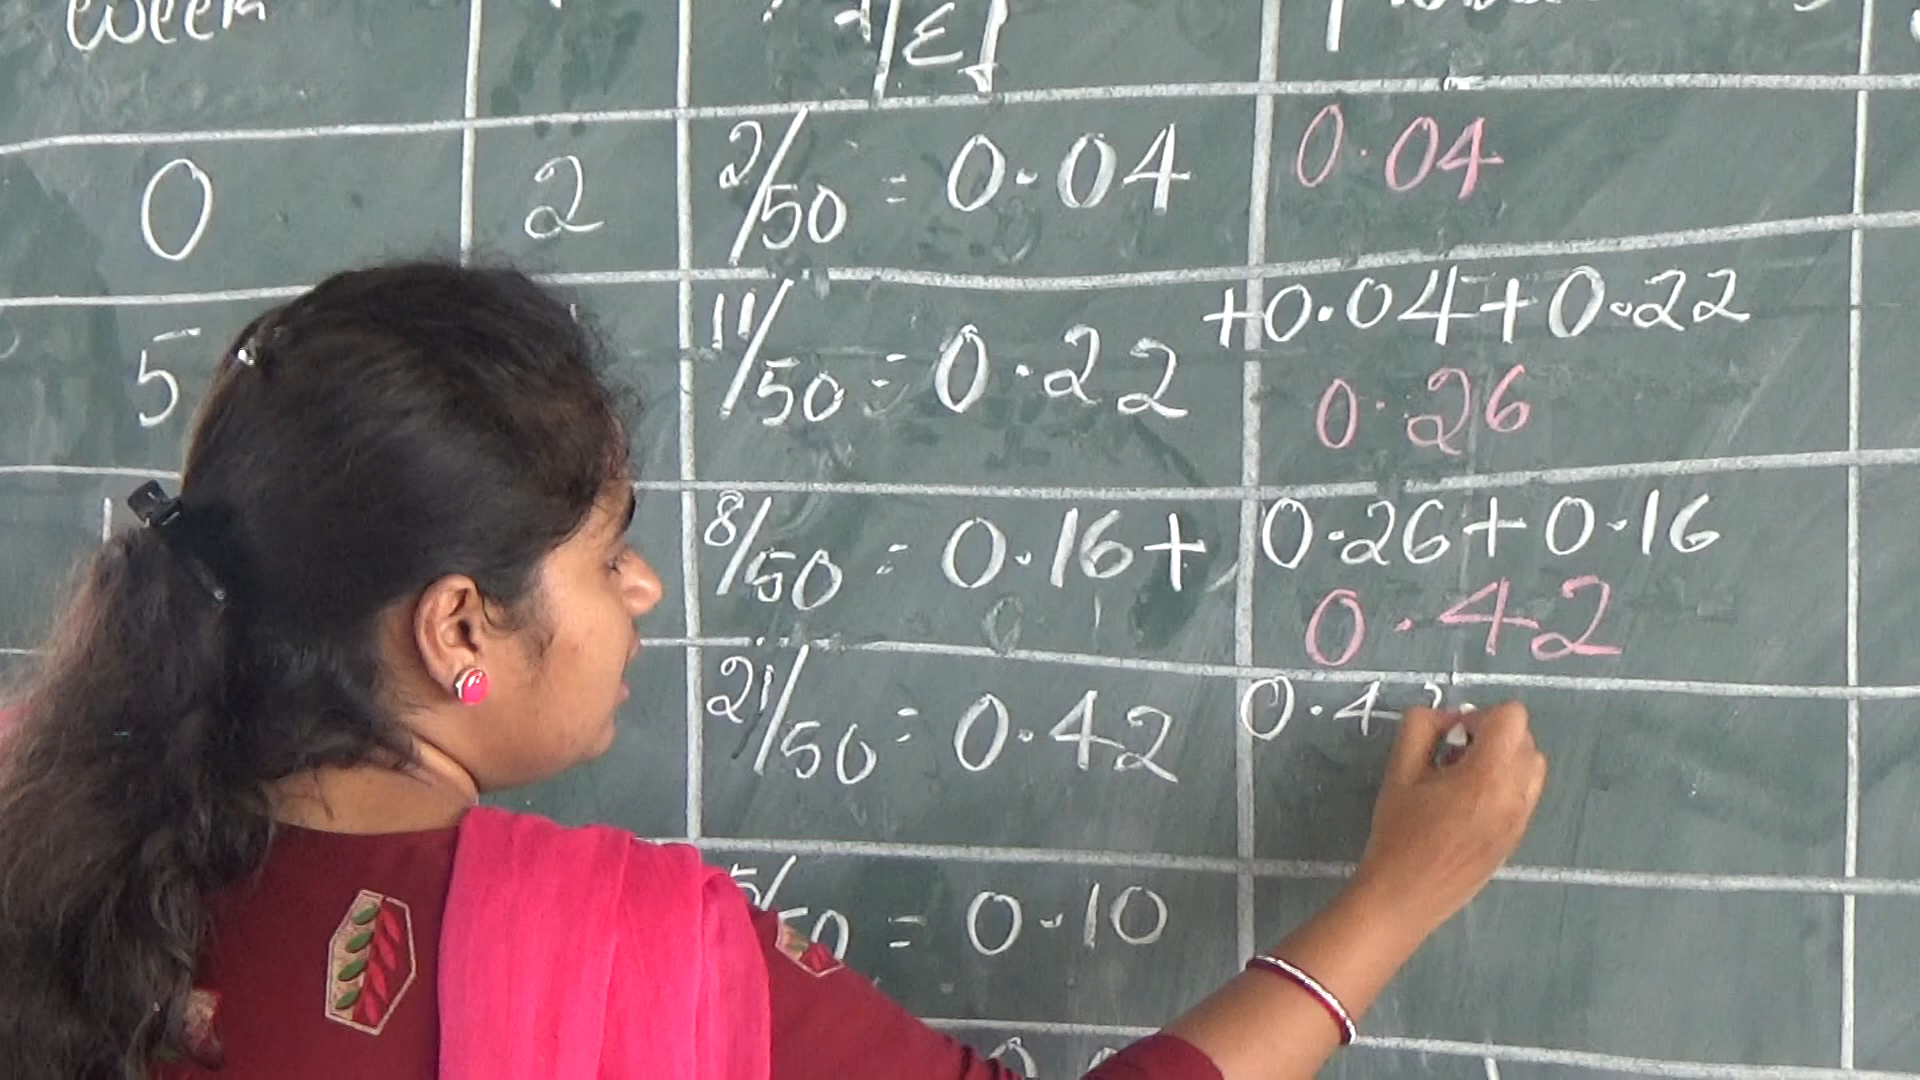 week
f/Σf
0 2 2/50 = 0.04 0.04
5 11/50 = 0.22 +0.04+0.22
0.26
8/50 = 0.16+ 0.26+0.16
0.42
21/50 = 0.42 0.4
5/50 = 0.10